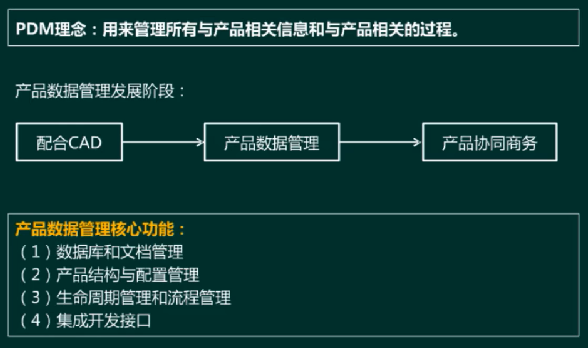 PDM理念：用来管理所有与产品相关信息和与产品相关的过程。
产品数据管理发展阶段：
配合CAD 产品数据管理 产品协同商务
产品数据管理核心功能：
（1）数据库和文档管理
（2）产品结构与配置管理
（3）生命周期管理和流程管理
（4）集成开发接口